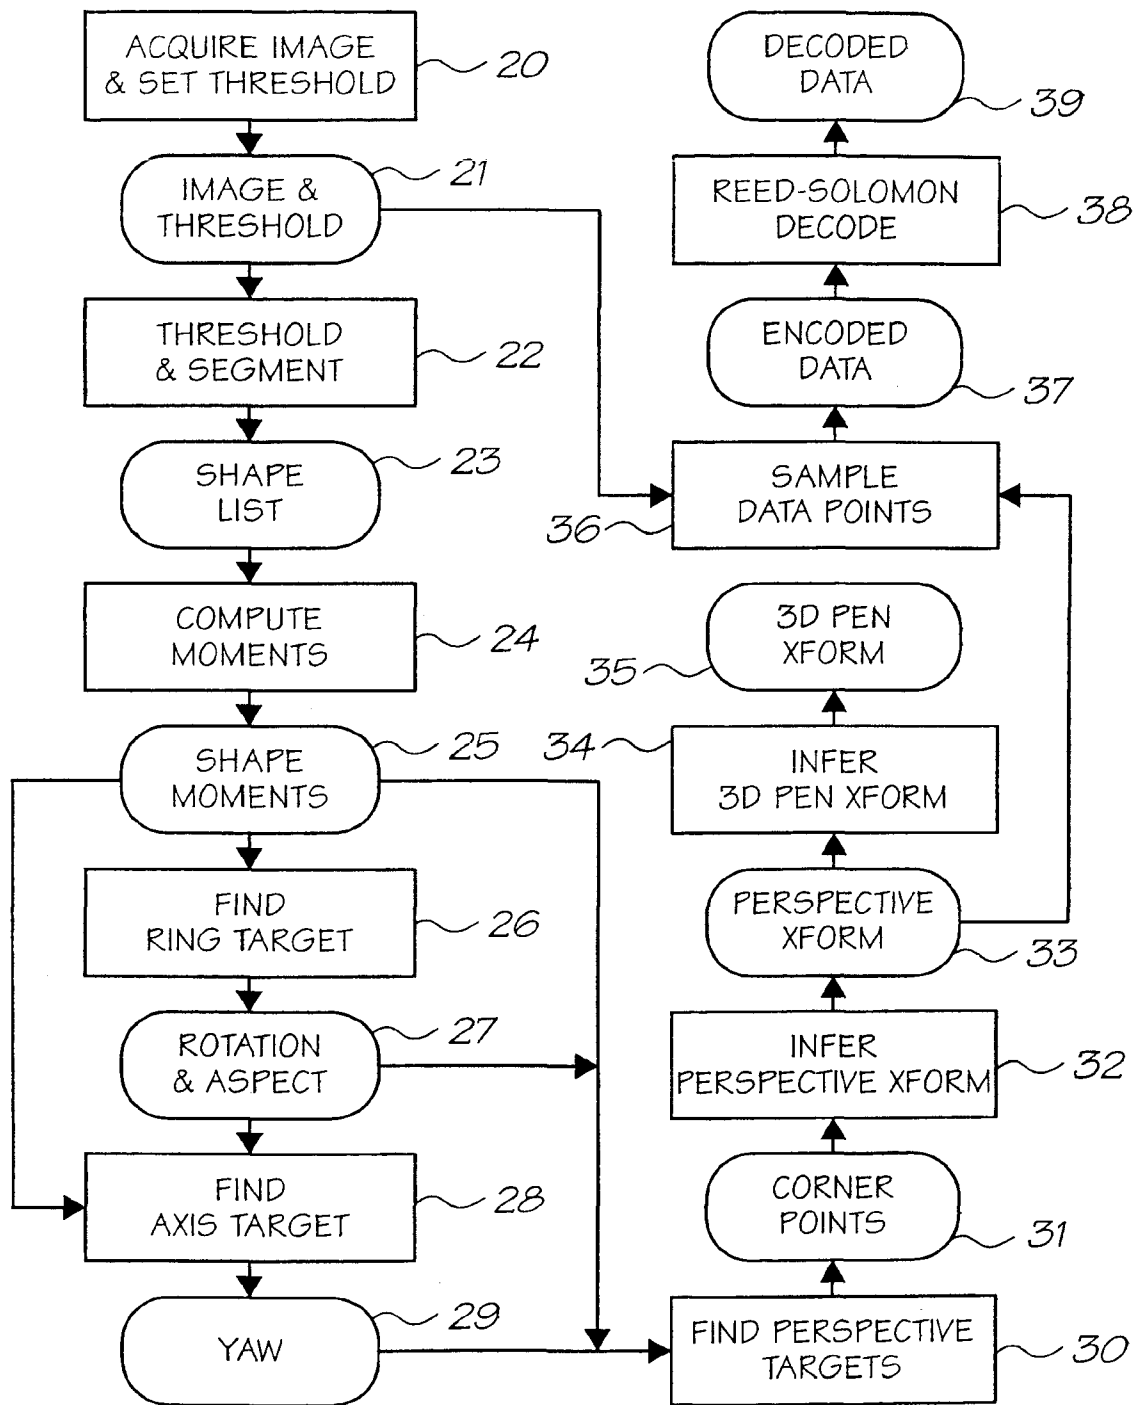 ACQUIRE IMAGE
& SET THRESHOLD
20
IMAGE &
THRESHOLD
21
THRESHOLD
& SEGMENT
22
SHAPE
LIST
23
COMPUTE
MOMENTS
24
SHAPE
MOMENTS
25
FIND
RING TARGET
26
ROTATION
& ASPECT
27
FIND
AXIS TARGET
28
YAW
29
DECODED
DATA
39
REED-SOLOMON
DECODE
38
ENCODED
DATA
37
SAMPLE
DATA POINTS
36
3D PEN
XFORM
35
34
INFER
3D PEN XFORM
PERSPECTIVE
XFORM
33
INFER
PERSPECTIVE XFORM
32
CORNER
POINTS
31
FIND PERSPECTIVE
TARGETS
30